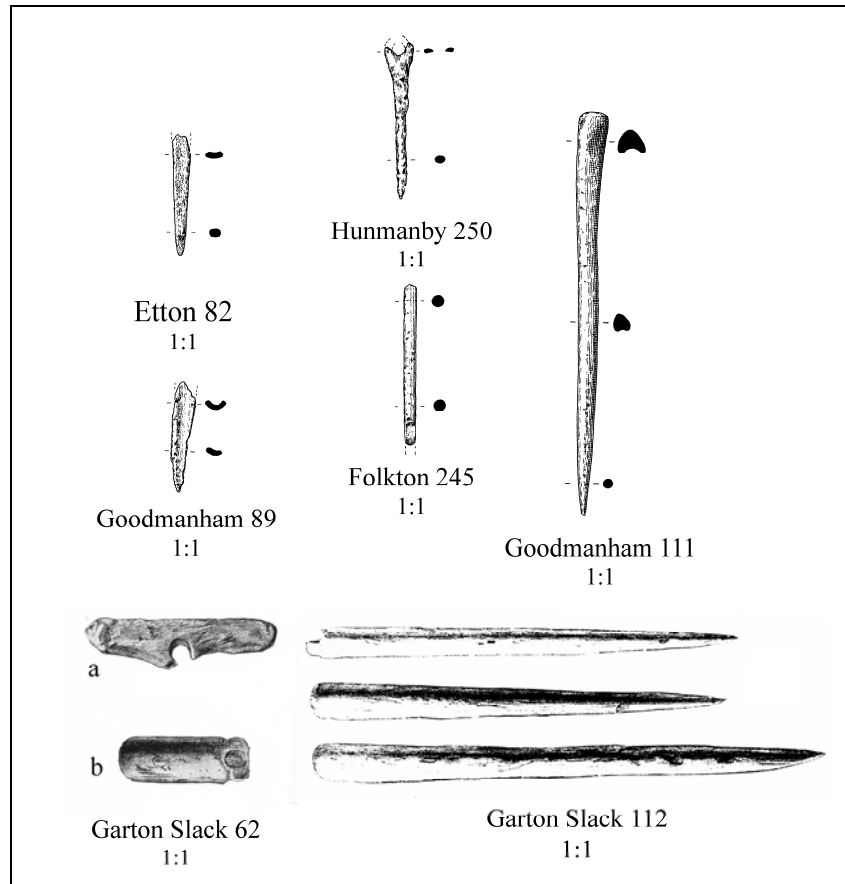 Hunmanby 250
1:1
Etton 82
1:1
Folkton 245
1:1
Goodmanham 89
1:1
Goodmanham 111
1:1
a
b
Garton Slack 62
1:1
Garton Slack 112
1:1